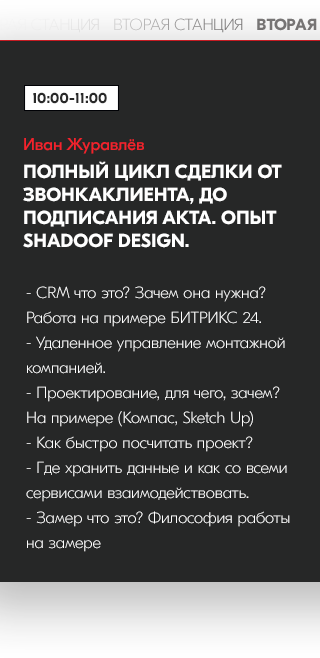 СТАНЦИЯ ВТОРАЯ СТАНЦИЯ ВТОРАЯ
10:00-11:00
Иван Журавлёв
ПОЛНЫЙ ЦИКЛ СДЕЛКИ ОТ
ЗВОНКАКЛИЕНТА, ДО
ПОДПИСАНИЯ АКТА. ОПЫТ
SHADOOF DESIGN.
- CRM что это? Зачем она нужна?
Работа на примере БИТРИКС 24.
- Удаленное управление монтажной
компанией.
- Проектирование, для чего, зачем?
На примере (Компас, Sketch Up)
- Как быстро посчитать проект?
- Где хранить данные и как со всеми
сервисами взаимодействовать.
- Замер что это? Философия работы
на замере